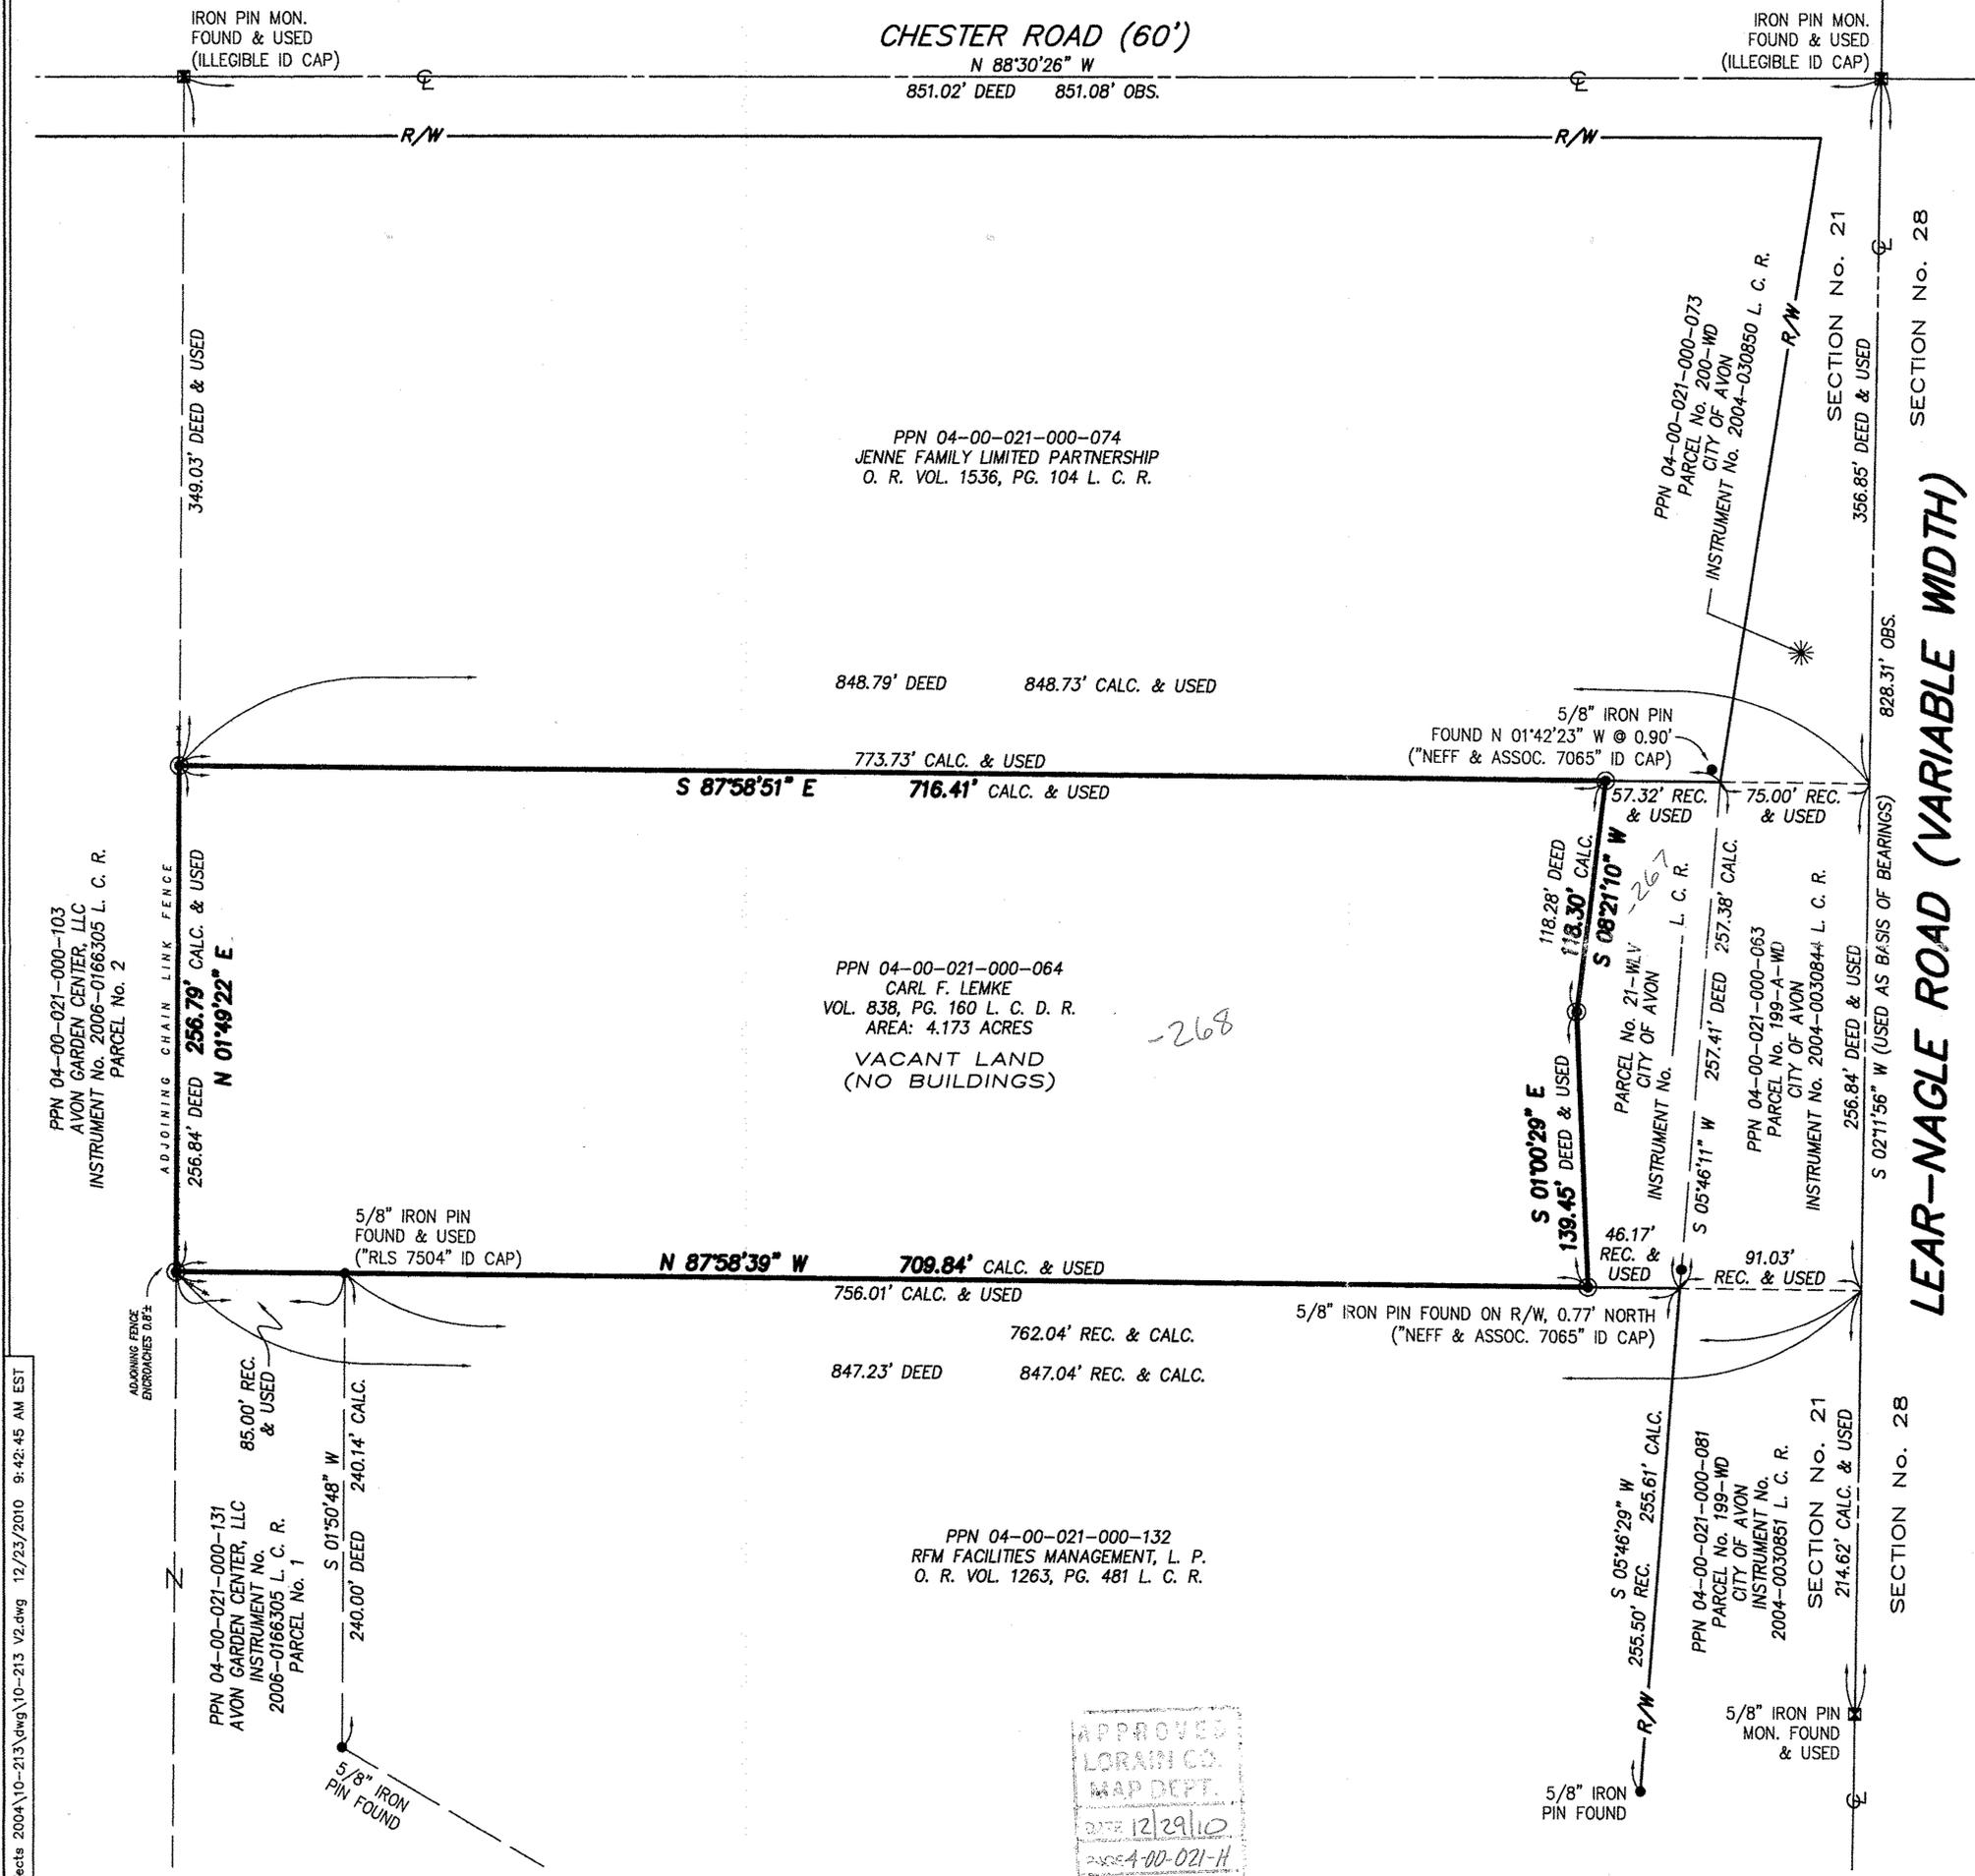 IRON PIN MON.
FOUND & USED
(ILLEGIBLE ID CAP)
CHESTER ROAD (60')
N 88°30'26" W
851.02' DEED 851.08' OBS.
IRON PIN MON.
FOUND & USED
(ILLEGIBLE ID CAP)
R/W
R/W
349.03' DEED & USED
PPN 04-00-021-000-074
JENNE FAMILY LIMITED PARTNERSHIP
O. R. VOL. 1536, PG. 104 L. C. R.
PPN 04-00-021-000-073
PARCEL No. 200-WD
CITY OF AVON
INSTRUMENT No. 2004-030850 L. C. R.
R/W
SECTION No. 21
356.85' DEED & USED
SECTION No. 28
828.31' OBS.
LEAR-NAGLE ROAD (VARIABLE WIDTH)
848.79' DEED 848.73' CALC. & USED
5/8" IRON PIN
FOUND N 01°42'23" W @ 0.90'
("NEFF & ASSOC. 7065" ID CAP)
773.73' CALC. & USED
S 87°58'51" E 716.41' CALC. & USED
57.32' REC.
& USED
75.00' REC.
& USED
PPN 04-00-021-000-103
AVON GARDEN CENTER, LLC
INSTRUMENT No. 2006-0166305 L. C. R.
PARCEL No. 2
ADJOINING CHAIN LINK FENCE
256.84' DEED 256.79' CALC. & USED
N 01°49'22" E
PPN 04-00-021-000-064
CARL F. LEMKE
VOL. 838, PG. 160 L. C. D. R.
AREA: 4.173 ACRES
VACANT LAND
(NO BUILDINGS)
-268
118.28' DEED
118.30' CALC.
S 08°21'10" W
-267
S 01°00'29" E
139.45' DEED & USED
PARCEL No. 21-WLV
CITY OF AVON
INSTRUMENT No. L. C. R.
S 05°46'11" W 257.41' DEED 257.38' CALC.
PPN 04-00-021-000-063
PARCEL No. 199-A-WD
CITY OF AVON
INSTRUMENT No. 2004-0030844 L. C. R.
256.84' DEED & USED
S 02°11'56" W (USED AS BASIS OF BEARINGS)
5/8" IRON PIN
FOUND & USED
("RLS 7504" ID CAP)
N 87°58'39" W 709.84' CALC. & USED
756.01' CALC. & USED
46.17'
REC. &
USED
91.03'
REC. & USED
5/8" IRON PIN FOUND ON R/W, 0.77' NORTH
("NEFF & ASSOC. 7065" ID CAP)
762.04' REC. & CALC.
847.23' DEED 847.04' REC. & CALC.
ADJOINING FENCE
ENCROACHES 0.8'±
85.00' REC.
& USED
S 01°50'48" W
240.00' DEED 240.14' CALC.
PPN 04-00-021-000-131
AVON GARDEN CENTER, LLC
INSTRUMENT No.
2006-0166305 L. C. R.
PARCEL No. 1
5/8" IRON
PIN FOUND
PPN 04-00-021-000-132
RFM FACILITIES MANAGEMENT, L. P.
O. R. VOL. 1263, PG. 481 L. C. R.
S 05°46'29" W
255.50' REC. 255.61' CALC.
R/W
PPN 04-00-021-000-081
PARCEL No. 199-WD
CITY OF AVON
INSTRUMENT No.
2004-0030851 L. C. R.
SECTION No. 21
214.62' CALC. & USED
SECTION No. 28
5/8" IRON PIN
MON. FOUND
& USED
5/8" IRON
PIN FOUND
APPROVED
LORAIN CO.
MAP DEPT.
DATE 12/29/10
PAGE 4-00-021-H
ects 2004\10-213\dwg\10-213 V2.dwg 12/23/2010 9:42:45 AM EST